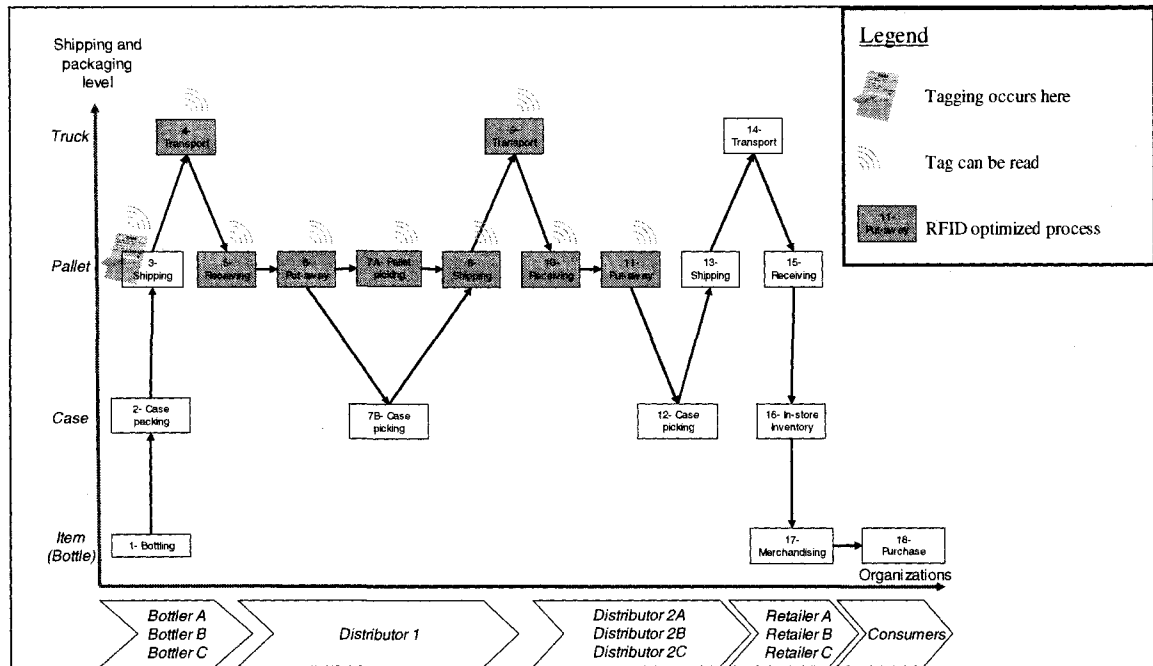 Shipping and
packaging
level
Legend
Tagging occurs here
Tag can be read
11-
Put-away
RFID optimized process
Truck
4-
Transport
Transport
14-
Transport
Pallet
3-
Shipping
5-
Receiving
6-
Put-away
7A- Pallet
picking
8-
Shipping
10-
Receiving
11-
Put-away
13-
Shipping
15-
Receiving
Case
2- Case
packing
7B- Case
picking
12- Case
picking
16- In-store
Inventory
Item
(Bottle)
1- Bottling
17-
Merchandising
18-
Purchase
Organizations
Bottler A
Bottler B
Bottler C
Distributor 1
Distributor 2A
Distributor 2B
Distributor 2C
Retailer A
Retailer B
Retailer C
Consumers